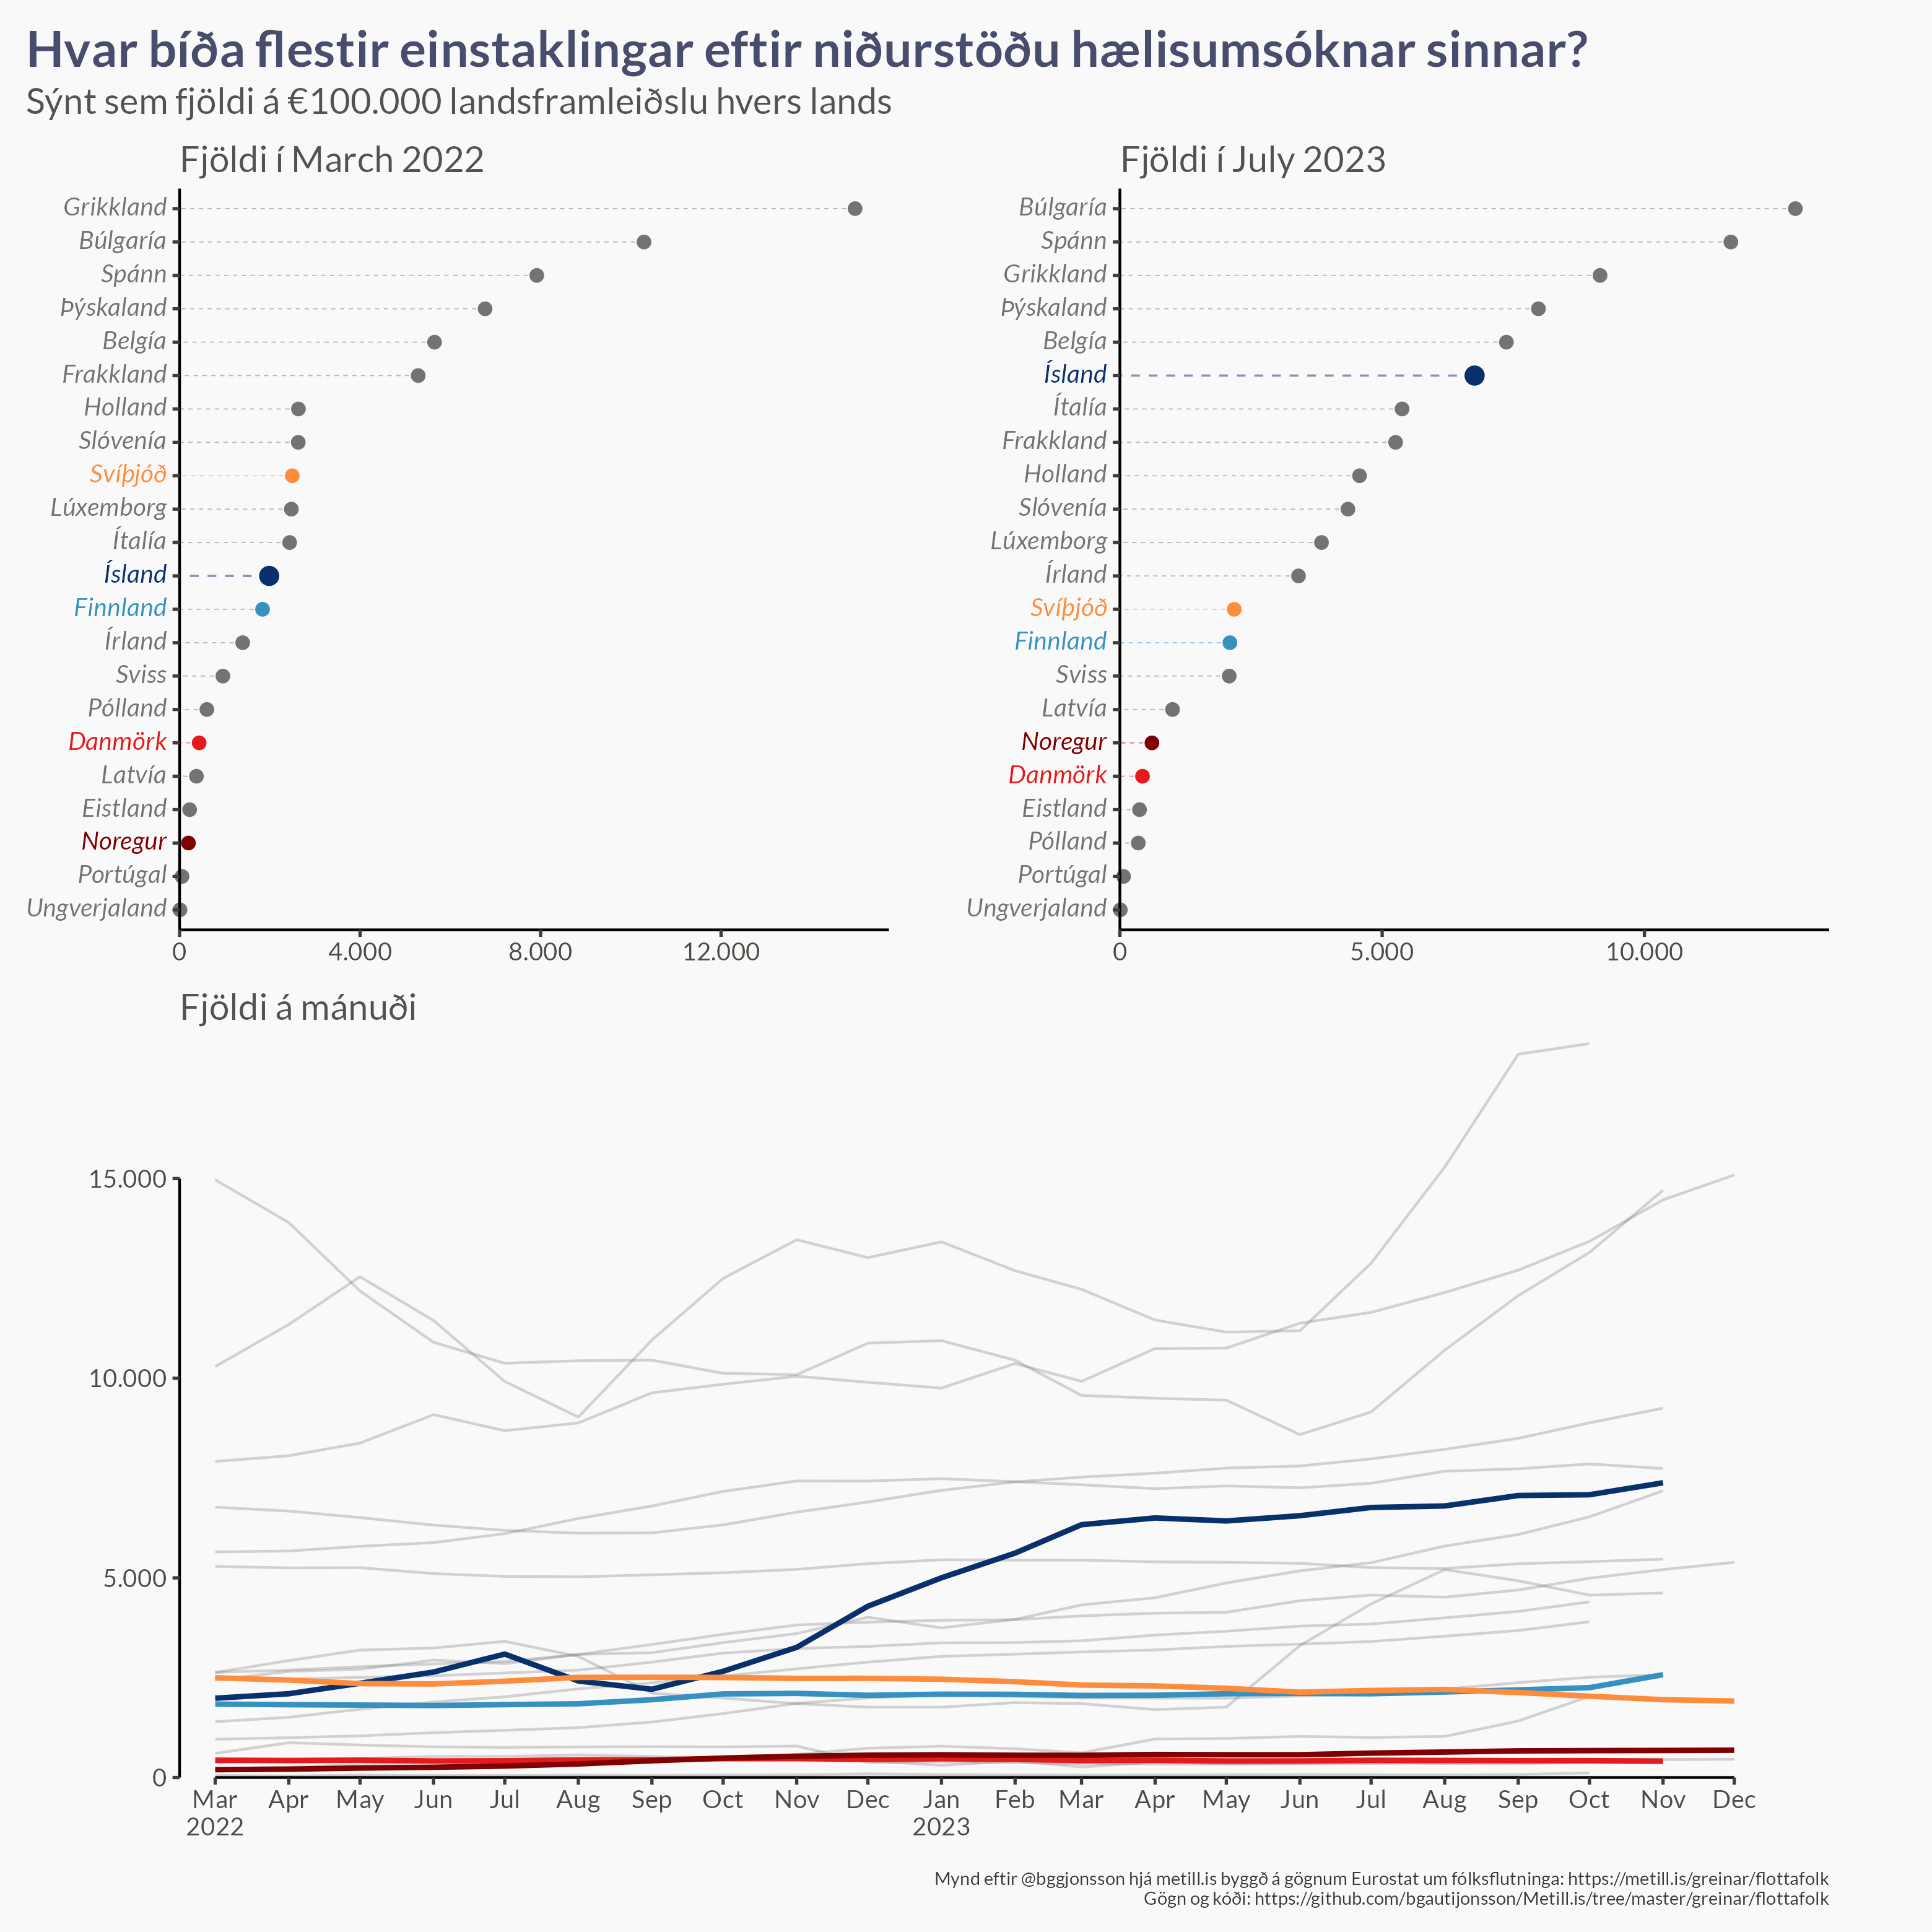 Hvar bíða flestir einstaklingar eftir niðurstöðu hælisumsóknar sinnar?
Sýnt sem fjöldi á €100.000 landsframleiðslu hvers lands
Fjöldi í March 2022
Grikkland
Búlgaría
Spánn
Þýskaland
Belgía
Frakkland
Holland
Slóvenía
Svíþjóð
Lúxemborg
Ítalía
Ísland
Finnland
Írland
Sviss
Pólland
Danmörk
Latvía
Eistland
Noregur
Portúgal
Ungverjaland
0 4.000 8.000 12.000
Fjöldi í July 2023
Búlgaría
Spánn
Grikkland
Þýskaland
Belgía
Ísland
Ítalía
Frakkland
Holland
Slóvenía
Lúxemborg
Írland
Svíþjóð
Finnland
Sviss
Latvía
Noregur
Danmörk
Eistland
Pólland
Portúgal
Ungverjaland
0 5.000 10.000
Fjöldi á mánuði
15.000
10.000
5.000
0
Mar Apr May Jun Jul Aug Sep Oct Nov Dec Jan Feb Mar Apr May Jun Jul Aug Sep Oct Nov Dec
2022 2023
Mynd eftir @bggjonsson hjá metill.is byggð á gögnum Eurostat um fólksflutninga: https://metill.is/greinar/flottafolk
Gögn og kóði: https://github.com/bgautijonsson/Metill.is/tree/master/greinar/flottafolk